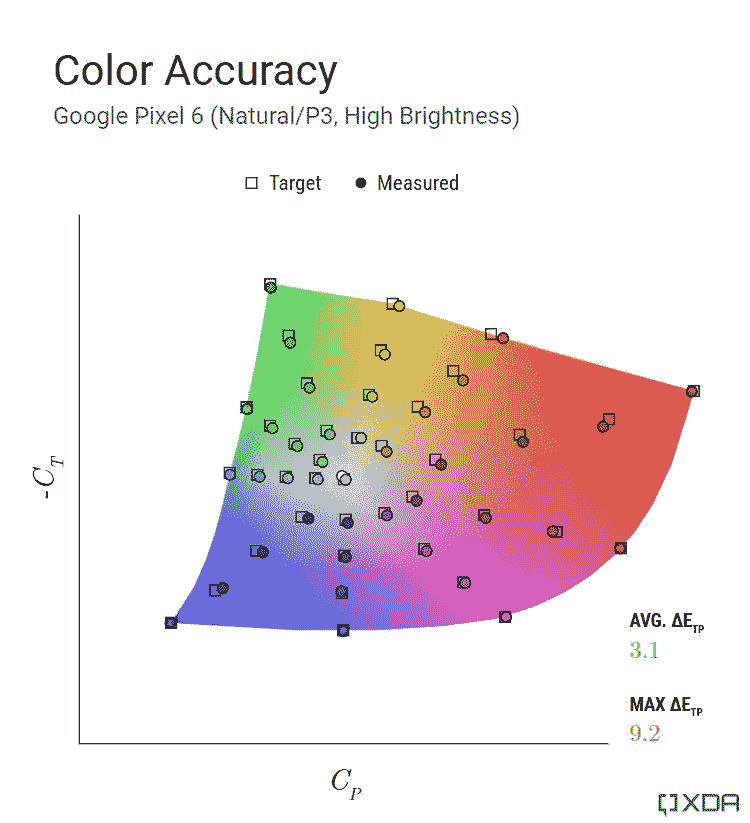 Color Accuracy
Google Pixel 6 (Natural/P3, High Brightness)
Target Measured
-C_T
AVG. ΔE_TP
3.1
MAX ΔE_TP
9.2
C_P
XDA